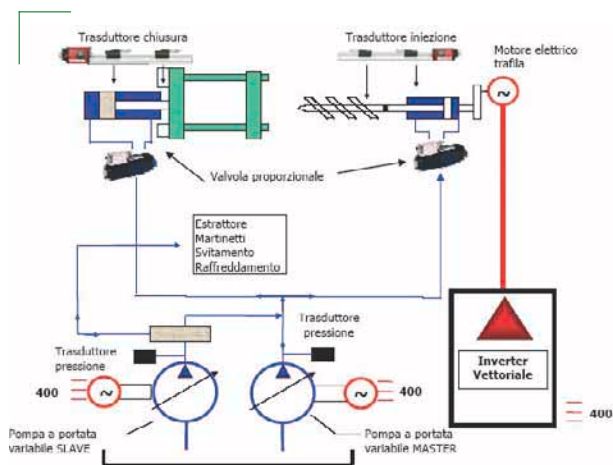 Trasduttore chiusura
Trasduttore iniezione
Motore elettrico
trafila
~
Valvola proporzionale
Estrattore
Martinetti
Svitamento
Raffreddamento
Trasduttore
pressione
Trasduttore
pressione
Inverter
Vettoriale
400
~
~
400
400
Pompa a portata
variabile SLAVE
Pompa a portata
variabile MASTER